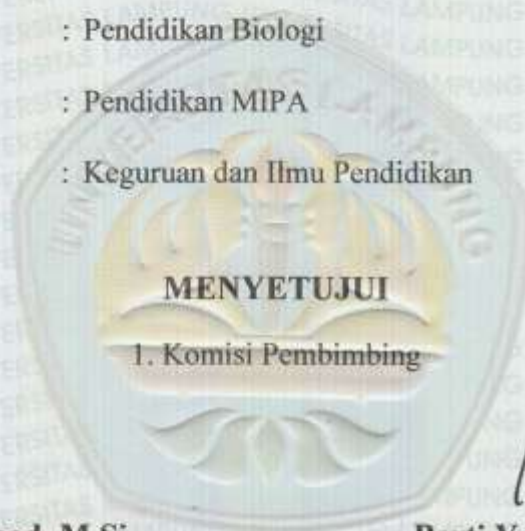 : Pendidikan Biologi
: Pendidikan MIPA
: Keguruan dan Ilmu Pendidikan
MENYETUJUI
1. Komisi Pembimbing